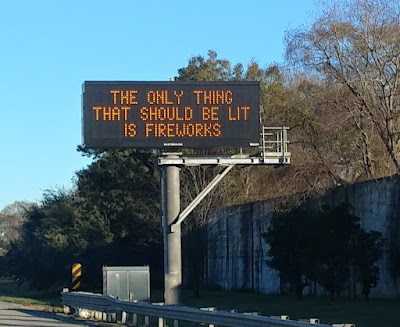 THE ONLY THING
THAT SHOULD BE LIT
IS FIREWORKS